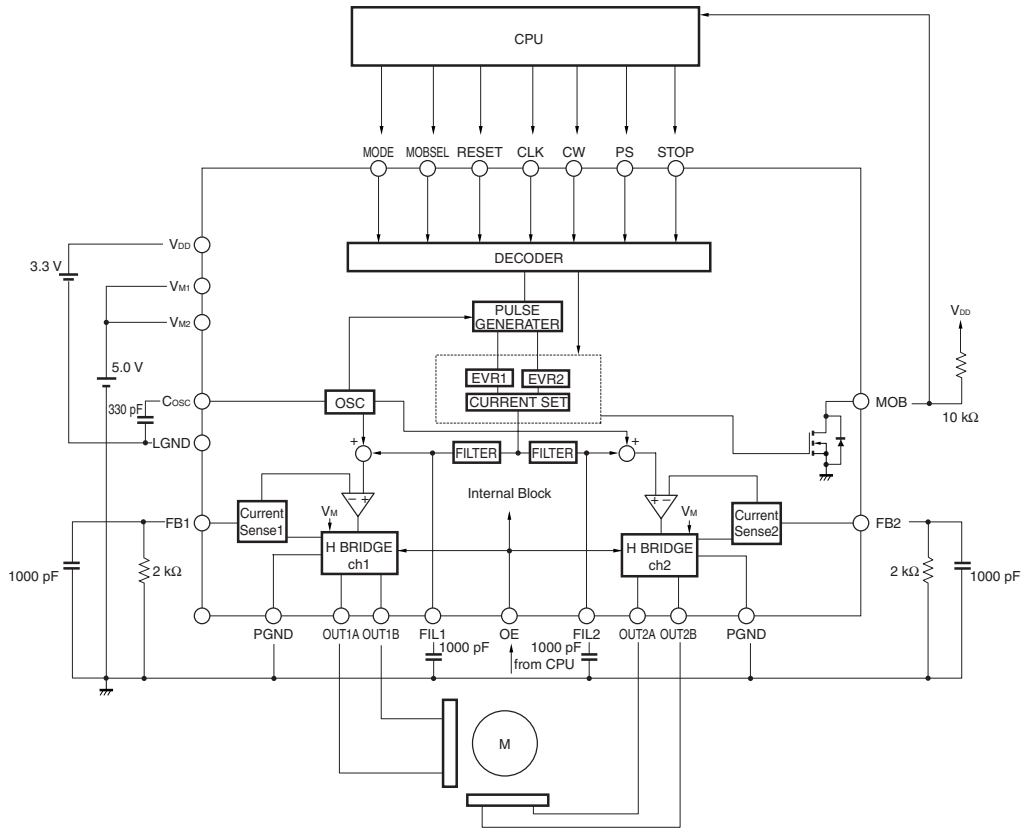 CPU
MODE MOBSEL RESET CLK CW PS STOP
VDD
3.3 V
DECODER
VM1
VM2
PULSE
GENERATER
VDD
5.0 V
EVR1 EVR2
330 pF
COSC
OSC
CURRENT SET
MOB
10 kΩ
LGND
+
FILTER
FILTER
+
Internal Block
− +
+ −
FB1
Current
Sense1
VM
VM
Current
Sense2
FB2
H BRIDGE
ch1
H BRIDGE
ch2
1000 pF
2 kΩ
2 kΩ
1000 pF
PGND OUT1A OUT1B FIL1 OE FIL2 OUT2A OUT2B PGND
1000 pF
1000 pF
from CPU
M